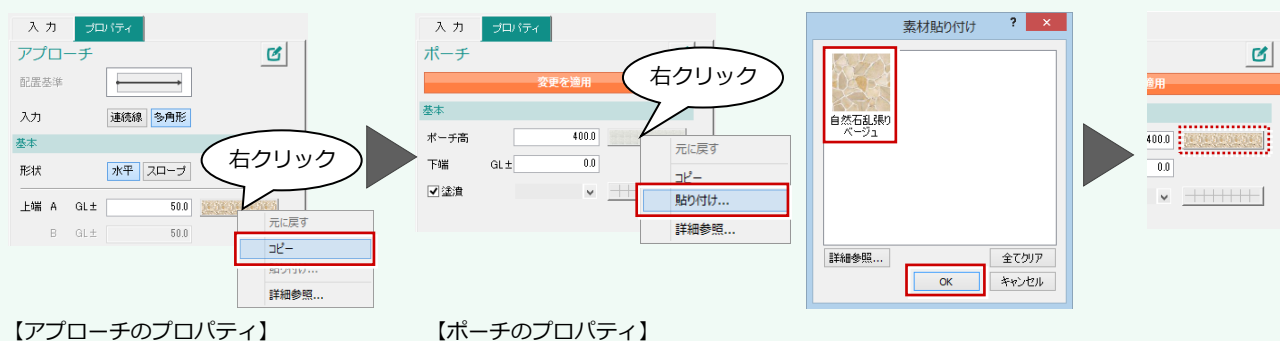 入 力 プロパティ
アプローチ
配置基準
入力 連続線 多角形
基本
形状 水平 スロープ
右クリック
上端 A GL± 50.0
B GL± 50.0
元に戻す
コピー
貼り付け...
詳細参照...
【アプローチのプロパティ】
入 力 プロパティ
ポーチ
変更を適用
右クリック
基本
ポーチ高 400.0
下端 GL± 0.0
塗潰
元に戻す
コピー
貼り付け...
詳細参照...
【ポーチのプロパティ】
素材貼り付け ? ×
自然石乱張り
ベージュ
詳細参照... 全てクリア
OK キャンセル
適用
400.0
0.0